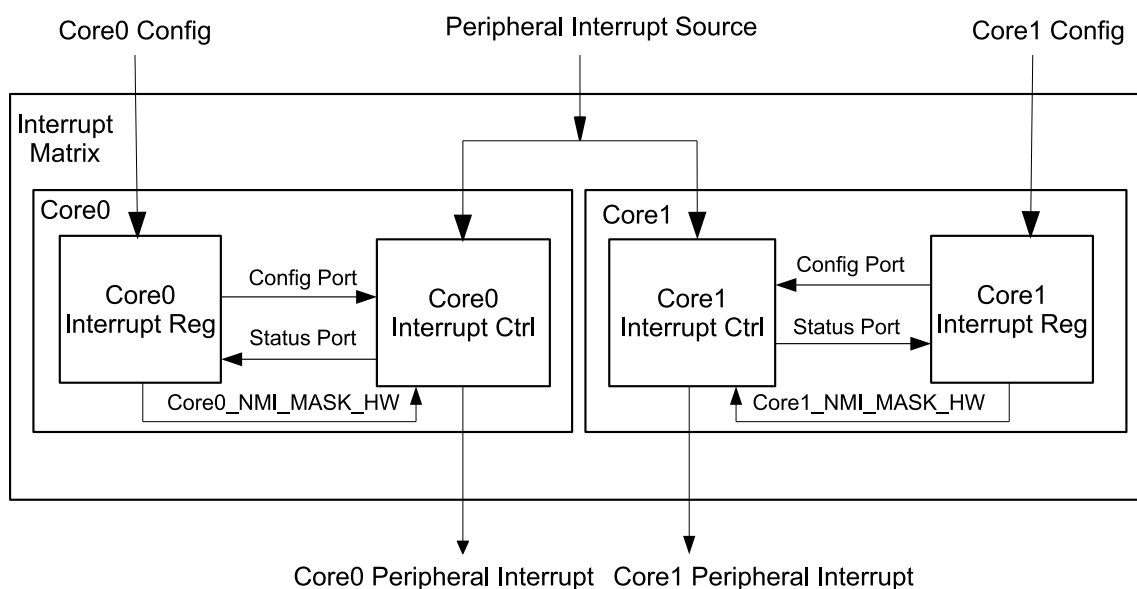 Core0 Config
Peripheral Interrupt Source
Core1 Config
Interrupt
Matrix
Core0
Core1
Core0
Interrupt Reg
Config Port
Status Port
Core0
Interrupt Ctrl
Core0_NMI_MASK_HW
Core1
Interrupt Ctrl
Config Port
Status Port
Core1
Interrupt Reg
Core1_NMI_MASK_HW
Core0 Peripheral Interrupt
Core1 Peripheral Interrupt